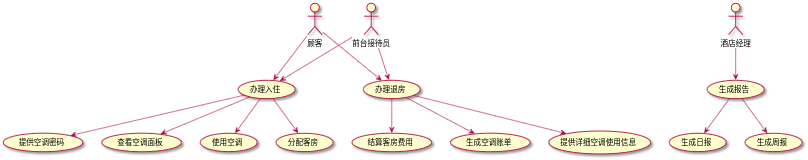 顾客
前台接待员
酒店经理
办理入住
办理退房
生成报告
提供空调密码
查看空调面板
使用空调
分配客房
结算客房费用
生成空调账单
提供详细空调使用信息
生成日报
生成周报